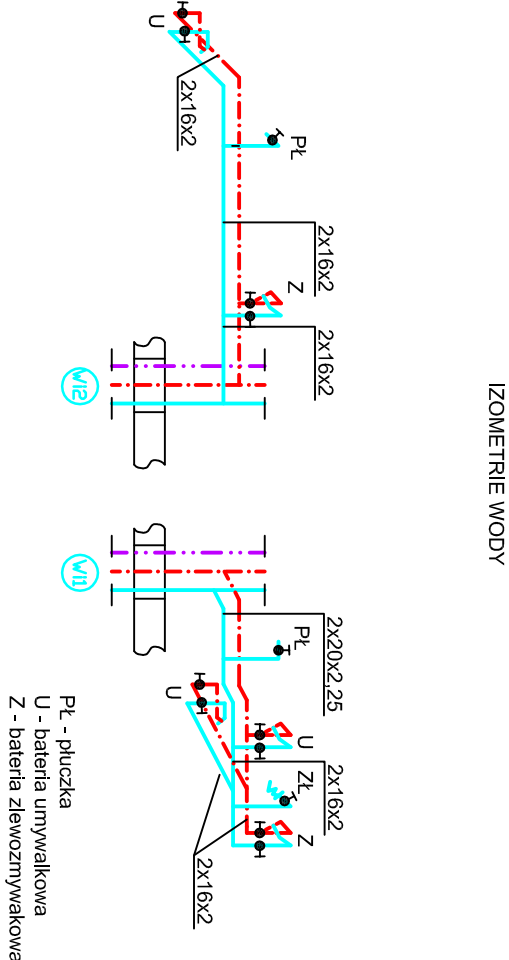 IZOMETRIE WODY
U
2x16x2
PŁ
2x16x2
Z
2x16x2
WI2
WI1
2x20x2,25
PŁ
U
U
2x16x2
ZŁ
Z
2x16x2
PŁ - płuczka
U - bateria umywalkowa
Z - bateria zlewozmywakowa